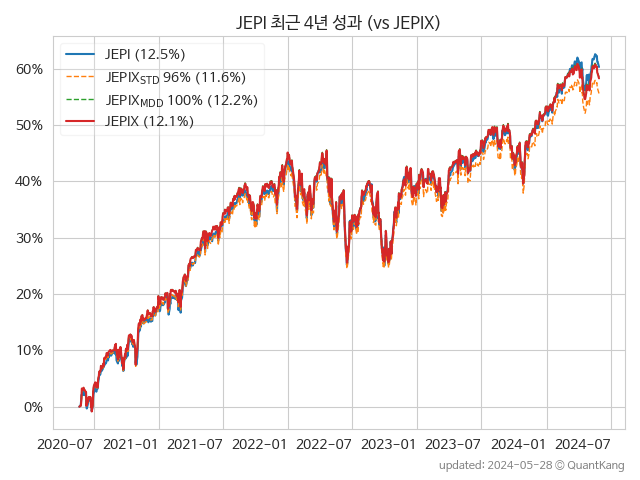 JEPI 최근 4년 성과 (vs JEPIX)
JEPI (12.5%)
JEPIXSTD 96% (11.6%)
JEPIXMDD 100% (12.2%)
JEPIX (12.1%)
60%
50%
40%
30%
20%
10%
0%
2020-07 2021-01 2021-07 2022-01 2022-07 2023-01 2023-07 2024-01 2024-07
updated: 2024-05-28 © QuantKang